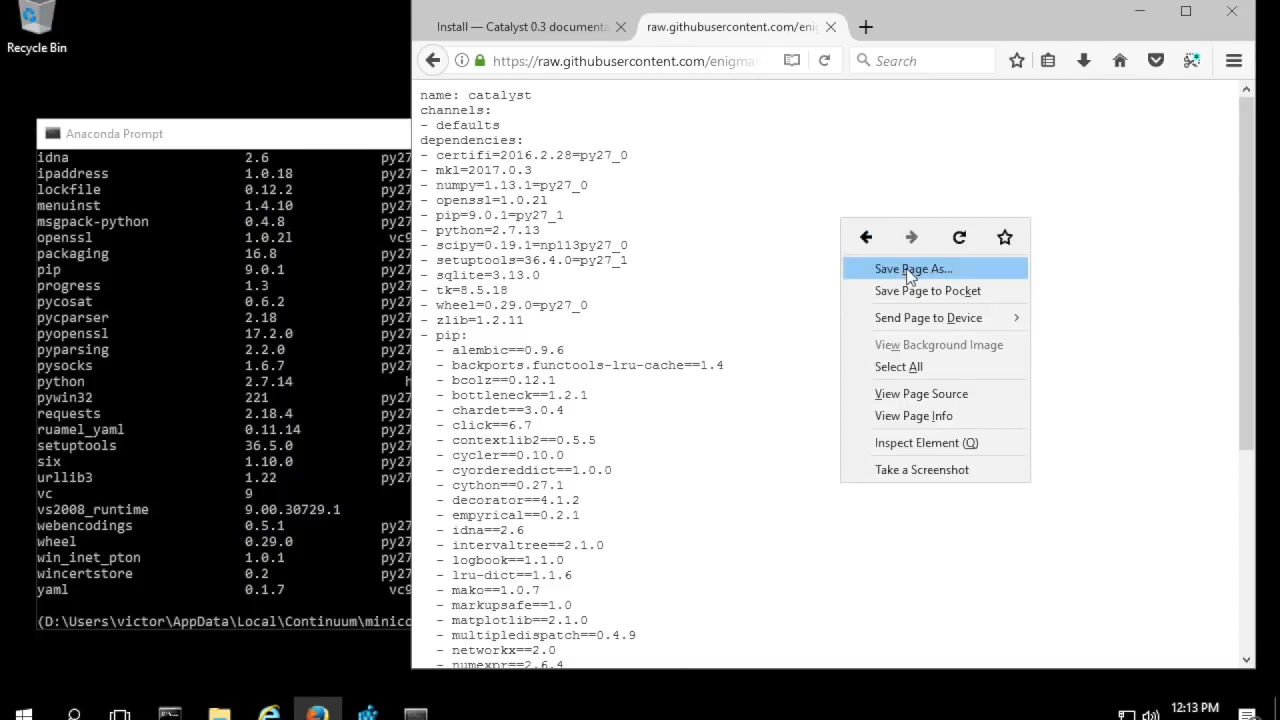 Recycle Bin
Anaconda Prompt
idna 2.6 py27
ipaddress 1.0.18 py27
lockfile 0.12.2 py27
menuinst 1.4.10 py27
msgpack-python 0.4.8 py27
openssl 1.0.2l vc9
packaging 16.8 py27
pip 9.0.1 py27
progress 1.3 py27
pycosat 0.6.2 py27
pycparser 2.18 py27
pyopenssl 17.2.0 py27
pyparsing 2.2.0 py27
pysocks 1.6.7 py27
python 2.7.14 h
pywin32 221 py27
requests 2.18.4 py27
ruamel_yaml 0.11.14 py27
setuptools 36.5.0 py27
six 1.10.0 py27
urllib3 1.22 py27
vc 9
vs2008_runtime 9.00.30729.1
webencodings 0.5.1 py27
wheel 0.29.0 py27
win_inet_pton 1.0.1 py27
wincertstore 0.2 py27
yaml 0.1.7 vc9
(D:\Users\victor\AppData\Local\Continuum\minico
Install — Catalyst 0.3 documenta
raw.githubusercontent.com/enig
https://raw.githubusercontent.com/enigma
Search
name: catalyst
channels:
- defaults
dependencies:
- certifi=2016.2.28=py27_0
- mkl=2017.0.3
- numpy=1.13.1=py27_0
- openssl=1.0.2l
- pip=9.0.1=py27_1
- python=2.7.13
- scipy=0.19.1=np113py27_0
- setuptools=36.4.0=py27_1
- sqlite=3.13.0
- tk=8.5.18
- wheel=0.29.0=py27_0
- zlib=1.2.11
- pip:
- alembic==0.9.6
- backports.functools-lru-cache==1.4
- bcolz==0.12.1
- bottleneck==1.2.1
- chardet==3.0.4
- click==6.7
- contextlib2==0.5.5
- cycler==0.10.0
- cyordereddict==1.0.0
- cython==0.27.1
- decorator==4.1.2
- empyrical==0.2.1
- idna==2.6
- intervaltree==2.1.0
- logbook==1.1.0
- lru-dict==1.1.6
- mako==1.0.7
- markupsafe==1.0
- matplotlib==2.1.0
- multipledispatch==0.4.9
- networkx==2.0
- numexpr==2.6.4
Save Page As...
Save Page to Pocket
Send Page to Device
View Background Image
Select All
View Page Source
View Page Info
Inspect Element (Q)
Take a Screenshot
12:13 PM